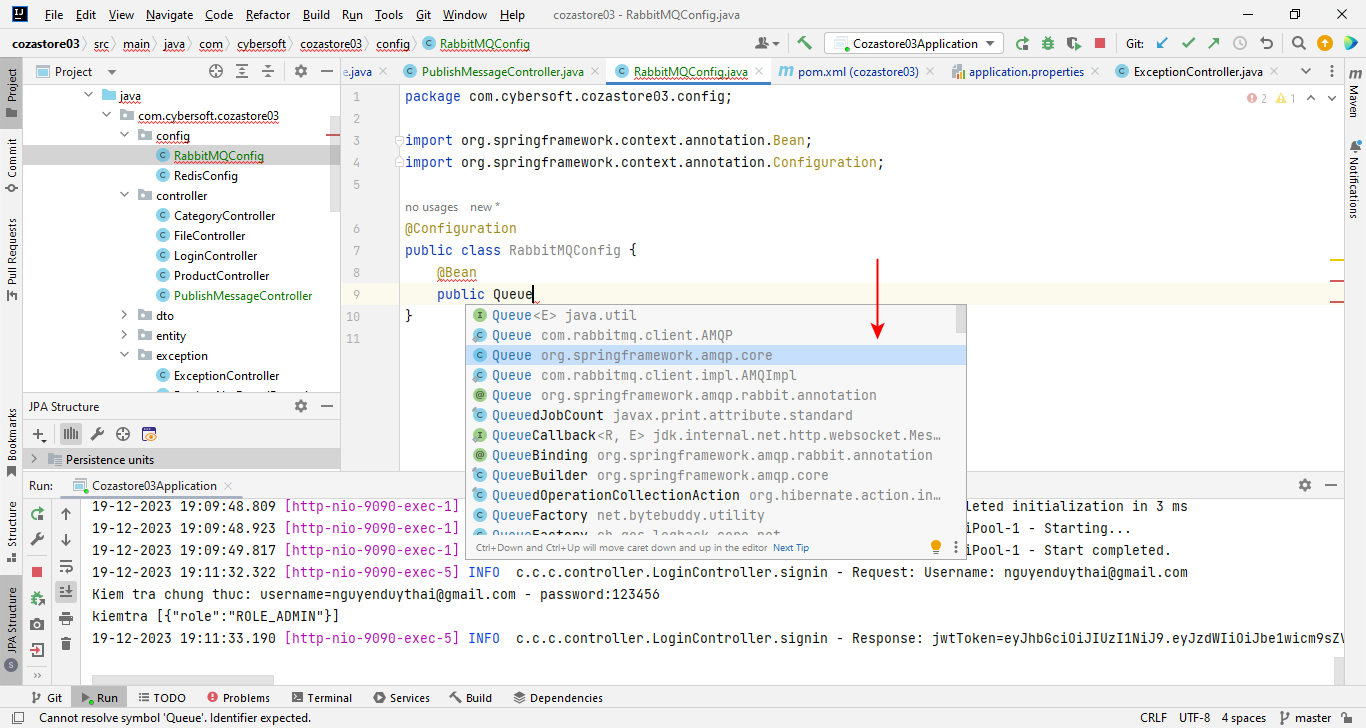 File Edit View Navigate Code Refactor Build Run Tools Git Window Help cozastore03 - RabbitMQConfig.java
cozastore03 src main java com cybersoft cozastore03 config RabbitMQConfig Cozastore03Application Git:
Project e.java PublishMessageController.java RabbitMQConfig.java pom.xml (cozastore03) application.properties ExceptionController.java
Project
Commit
Pull Requests
Bookmarks
Structure
JPA Structure
Maven
Notifications
java
com.cybersoft.cozastore03
config
RabbitMQConfig
RedisConfig
controller
CategoryController
FileController
LoginController
ProductController
PublishMessageController
dto
entity
exception
ExceptionController
JPA Structure
Persistence units
2 1
1 package com.cybersoft.cozastore03.config;
2
3 import org.springframework.context.annotation.Bean;
4 import org.springframework.context.annotation.Configuration;
5
no usages new *
6 @Configuration
7 public class RabbitMQConfig {
8 @Bean
9 public Queue
10 }
11
Queue<E> java.util
Queue com.rabbitmq.client.AMQP
Queue org.springframework.amqp.core
Queue com.rabbitmq.client.impl.AMQImpl
Queue org.springframework.amqp.rabbit.annotation
QueuedJobCount javax.print.attribute.standard
QueueCallback<R, E> jdk.internal.net.http.websocket.Mes…
QueueBinding org.springframework.amqp.rabbit.annotation
QueueBuilder org.springframework.amqp.core
QueuedOperationCollectionAction org.hibernate.action.in…
QueueFactory net.bytebuddy.utility
Ctrl+Down and Ctrl+Up will move caret down and up in the editor Next Tip
Run: Cozastore03Application
19-12-2023 19:09:48.809 [http-nio-9090-exec-1] leted initialization in 3 ms
19-12-2023 19:09:48.923 [http-nio-9090-exec-1] iPool-1 - Starting...
19-12-2023 19:09:49.817 [http-nio-9090-exec-1] iPool-1 - Start completed.
19-12-2023 19:11:32.322 [http-nio-9090-exec-5] INFO c.c.c.controller.LoginController.signin - Request: Username: nguyenduythai@gmail.com
Kiem tra chung thuc: username=nguyenduythai@gmail.com - password:123456
kiemtra [{"role":"ROLE_ADMIN"}]
19-12-2023 19:11:33.190 [http-nio-9090-exec-5] INFO c.c.c.controller.LoginController.signin - Response: jwtToken=eyJhbGciOiJIUzI1NiJ9.eyJzdWIiOiJbe1wicm9sZV
Git Run TODO Problems Terminal Services Build Dependencies
Cannot resolve symbol 'Queue'. Identifier expected. CRLF UTF-8 4 spaces master